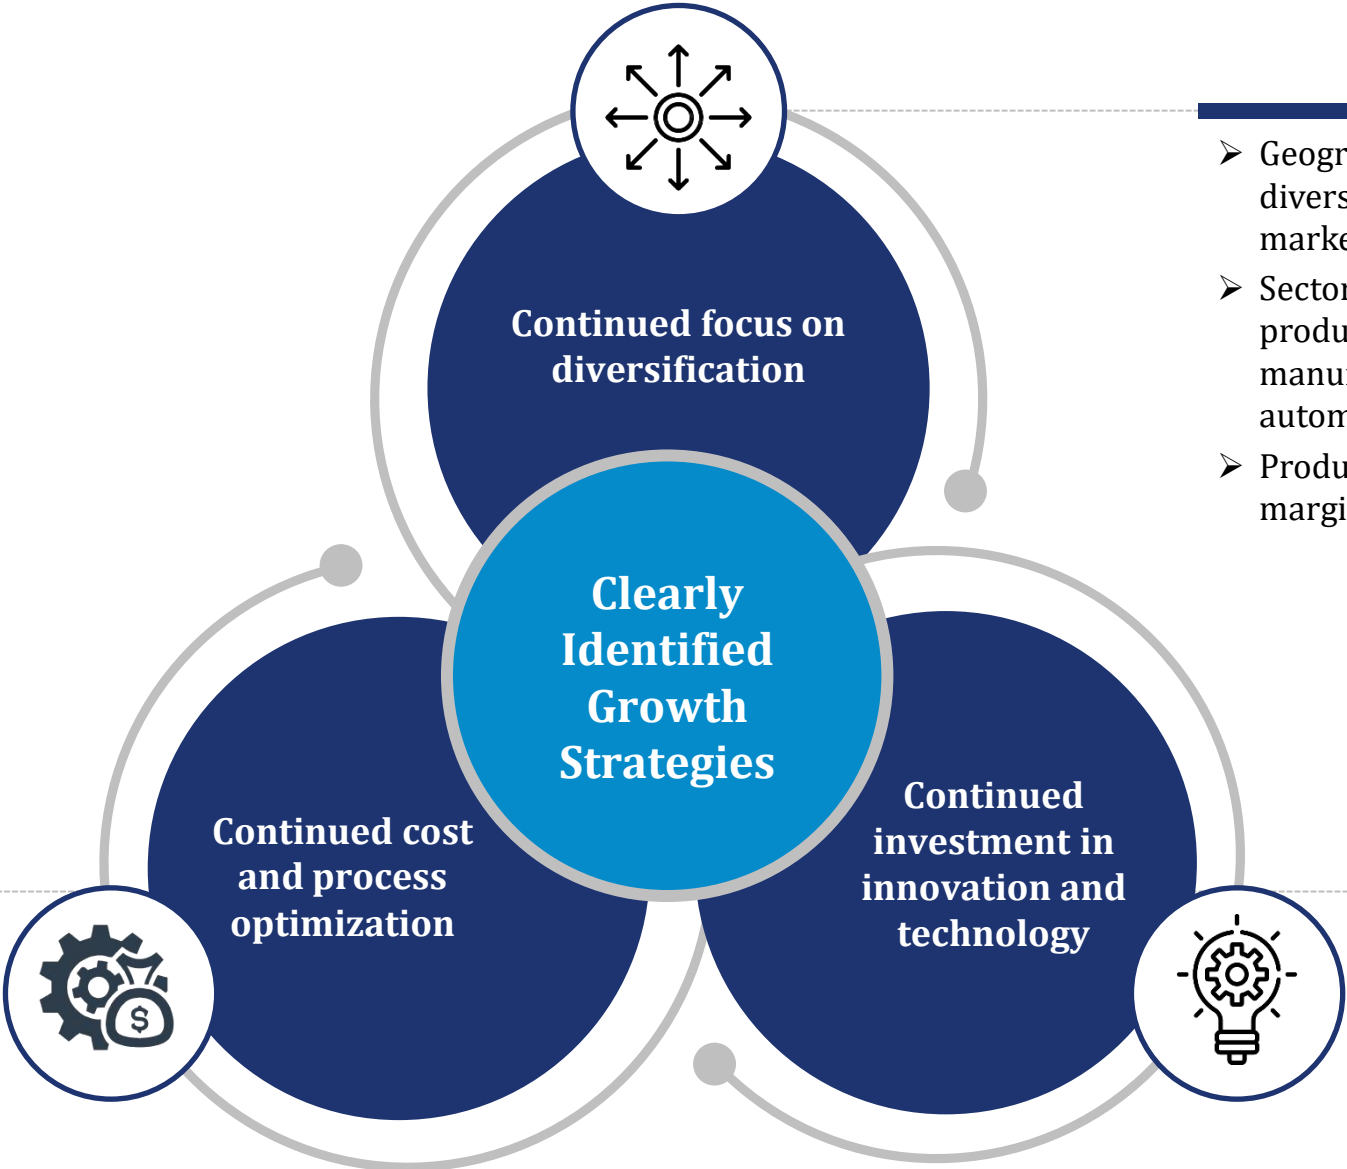 Continued focus on
diversification
Geogr
divers
marke
Sector
produ
manu
autom
Produ
margi
Clearly
Identified
Growth
Strategies
Continued cost
and process
optimization
$
Continued
investment in
innovation and
technology